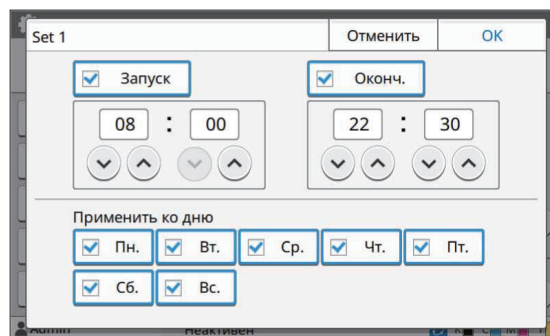 Set 1 Отменить OK
Запуск Оконч.
08 : 00 22 : 30
Применить ко дню
Пн. Вт. Ср. Чт. Пт.
Сб. Вс.
Admin Неактивен K C M